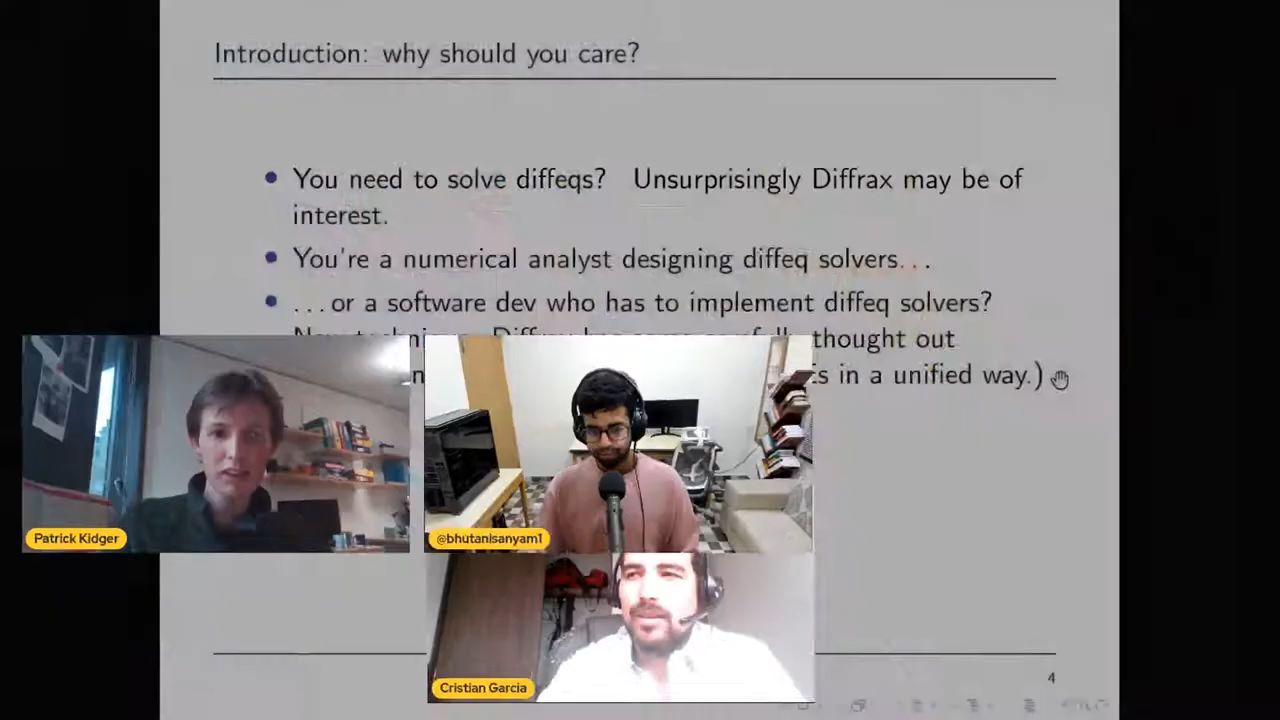 Introduction: why should you care?
• You need to solve diffeqs? Unsurprisingly Diffrax may be of
interest.
• You're a numerical analyst designing diffeq solvers...
• ...or a software dev who has to implement diffeq solvers?
thought out
in a unified way.)
Patrick Kidger
@bhutanisanyam1
Cristian Garcia
4